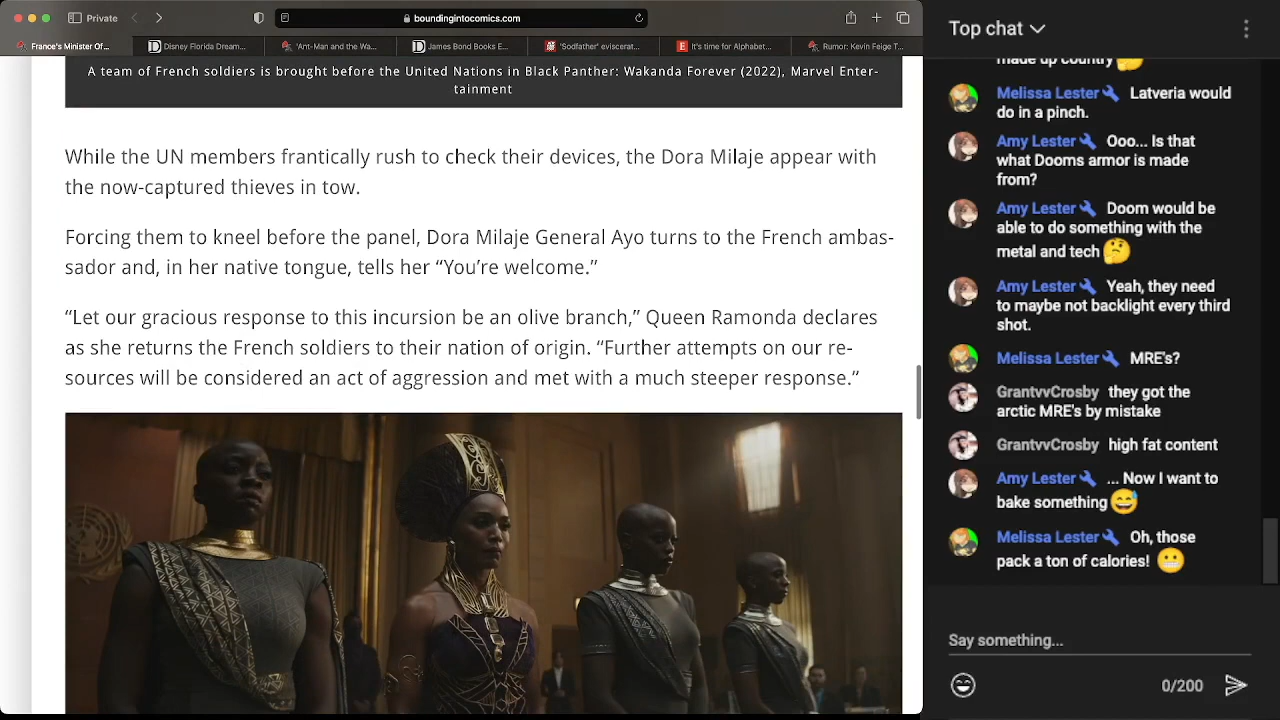 Private
boundingintocomics.com
France's Minister Of...
Disney Florida Dream...
'Ant-Man and the Wa...
James Bond Books E...
'Sodfather' eviscerat...
It's time for Alphabet...
Rumor: Kevin Feige T...
A team of French soldiers is brought before the United Nations in Black Panther: Wakanda Forever (2022), Marvel Enter-
tainment
While the UN members frantically rush to check their devices, the Dora Milaje appear with
the now-captured thieves in tow.
Forcing them to kneel before the panel, Dora Milaje General Ayo turns to the French ambas-
sador and, in her native tongue, tells her “You’re welcome.”
“Let our gracious response to this incursion be an olive branch,” Queen Ramonda declares
as she returns the French soldiers to their nation of origin. “Further attempts on our re-
sources will be considered an act of aggression and met with a much steeper response.”
Top chat
made up country🤔
Melissa Lester Latveria would
do in a pinch.
Amy Lester Ooo... Is that
what Dooms armor is made
from?
Amy Lester Doom would be
able to do something with the
metal and tech🤔
Amy Lester Yeah, they need
to maybe not backlight every third
shot.
Melissa Lester MRE's?
GrantvvCrosby they got the
arctic MRE's by mistake
GrantvvCrosby high fat content
Amy Lester ... Now I want to
bake something😅
Melissa Lester Oh, those
pack a ton of calories! 😬
Say something...
0/200